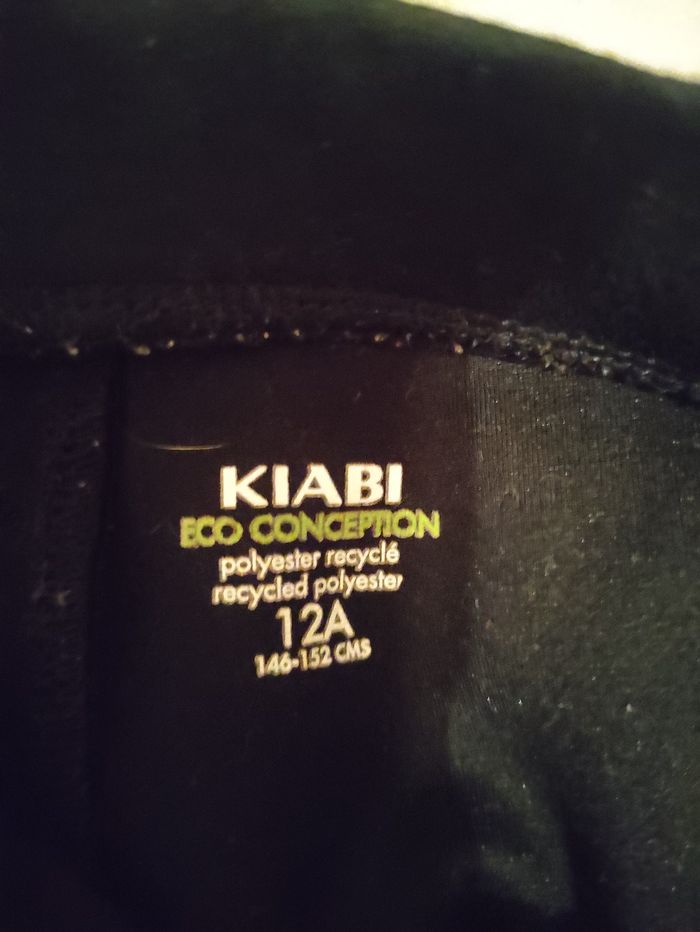 KIABI
ECO CONCEPTION
polyester recyclé
recycled polyester
12A
146-152 CMS